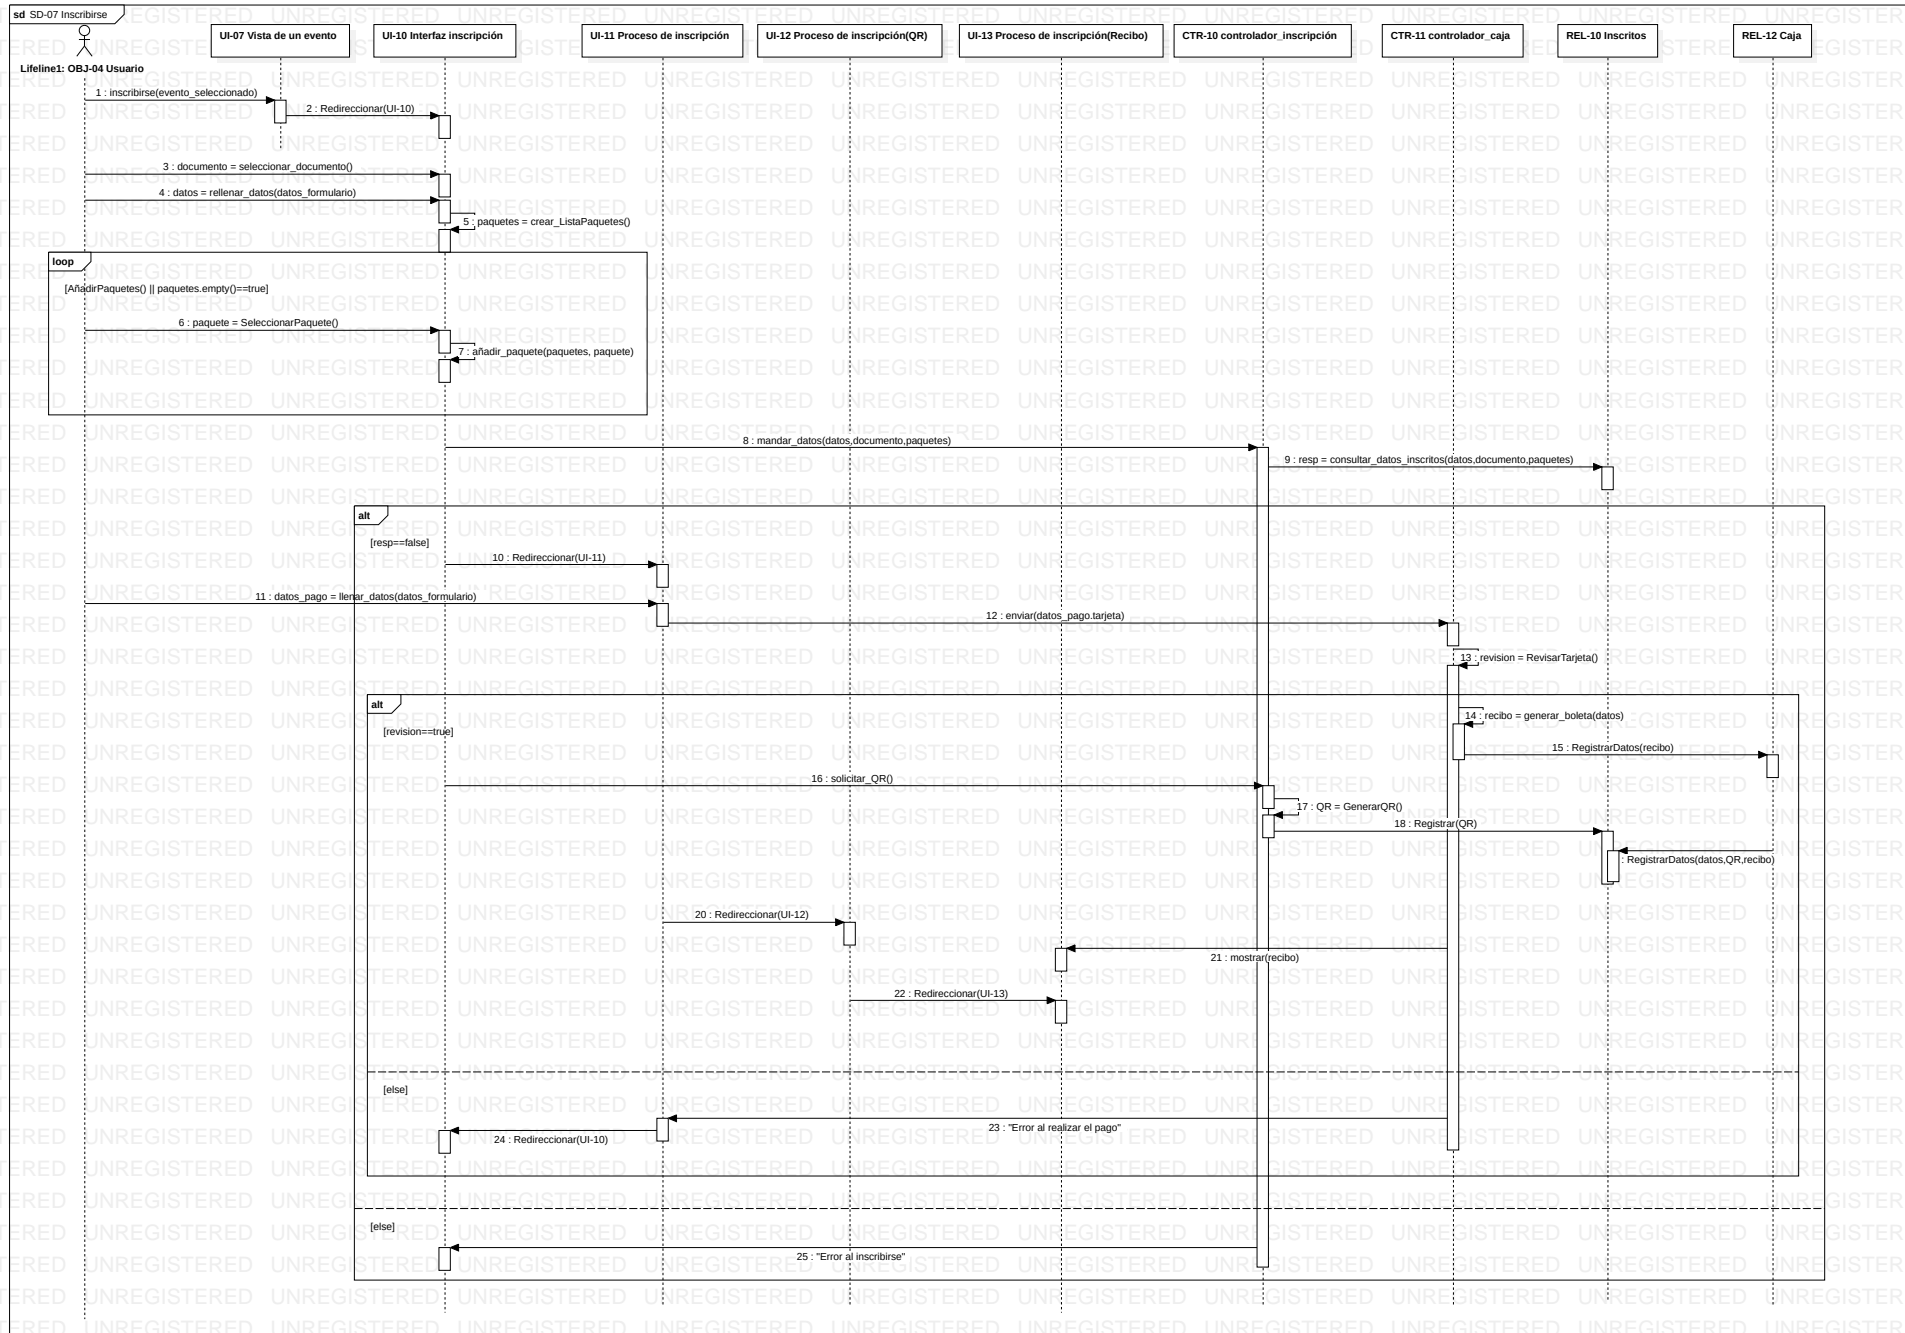 sd SD-07 Inscribirse
UI-07 Vista de un evento
UI-10 Interfaz inscripción
UI-11 Proceso de inscripción
UI-12 Proceso de inscripción(QR)
UI-13 Proceso de inscripción(Recibo)
CTR-10 controlador_inscripción
CTR-11 controlador_caja
REL-10 Inscritos
REL-12 Caja
Lifeline1: OBJ-04 Usuario
1 : inscribirse(evento_seleccionado)
2 : Redireccionar(UI-10)
3 : documento = seleccionar_documento()
4 : datos = rellenar_datos(datos_formulario)
5 : paquetes = crear_ListaPaquetes()
loop
[AñadirPaquetes() || paquetes.empty()==true]
6 : paquete = SeleccionarPaquete()
7 : añadir_paquete(paquetes, paquete)
8 : mandar_datos(datos,documento,paquetes)
9 : resp = consultar_datos_inscritos(datos,documento,paquetes)
alt
[resp==false]
10 : Redireccionar(UI-11)
11 : datos_pago = llenar_datos(datos_formulario)
12 : enviar(datos_pago.tarjeta)
13 : revision = RevisarTarjeta()
alt
[revision==true]
14 : recibo = generar_boleta(datos)
15 : RegistrarDatos(recibo)
16 : solicitar_QR()
17 : QR = GenerarQR()
18 : Registrar(QR)
: RegistrarDatos(datos,QR,recibo)
20 : Redireccionar(UI-12)
21 : mostrar(recibo)
22 : Redireccionar(UI-13)
[else]
23 : "Error al realizar el pago"
24 : Redireccionar(UI-10)
[else]
25 : "Error al inscribirse"
UNREGISTERED